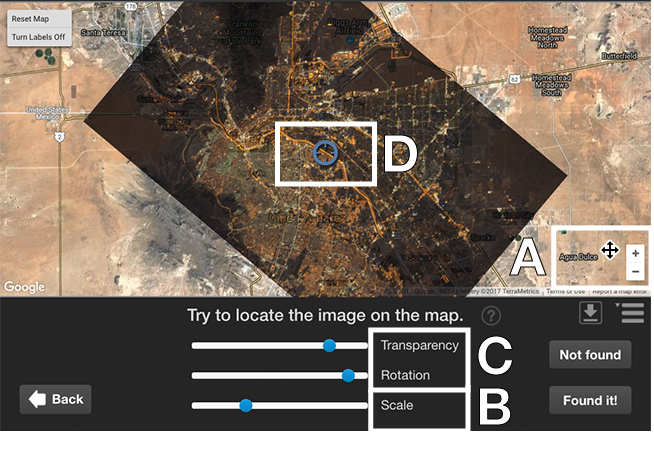 Reset Map
Turn Labels Off
Santa Teresa
Homestead
Meadows
North
Butterfield
62
Homestead
Meadows
South
United States
Mexico
2
D
A
Agua Dulce
+
−
Google
©2017 TerraMetrics
Terms of Use
Report a map error
Try to locate the image on the map.
?
Transparency
C
Not found
Rotation
Back
Scale
B
Found it!